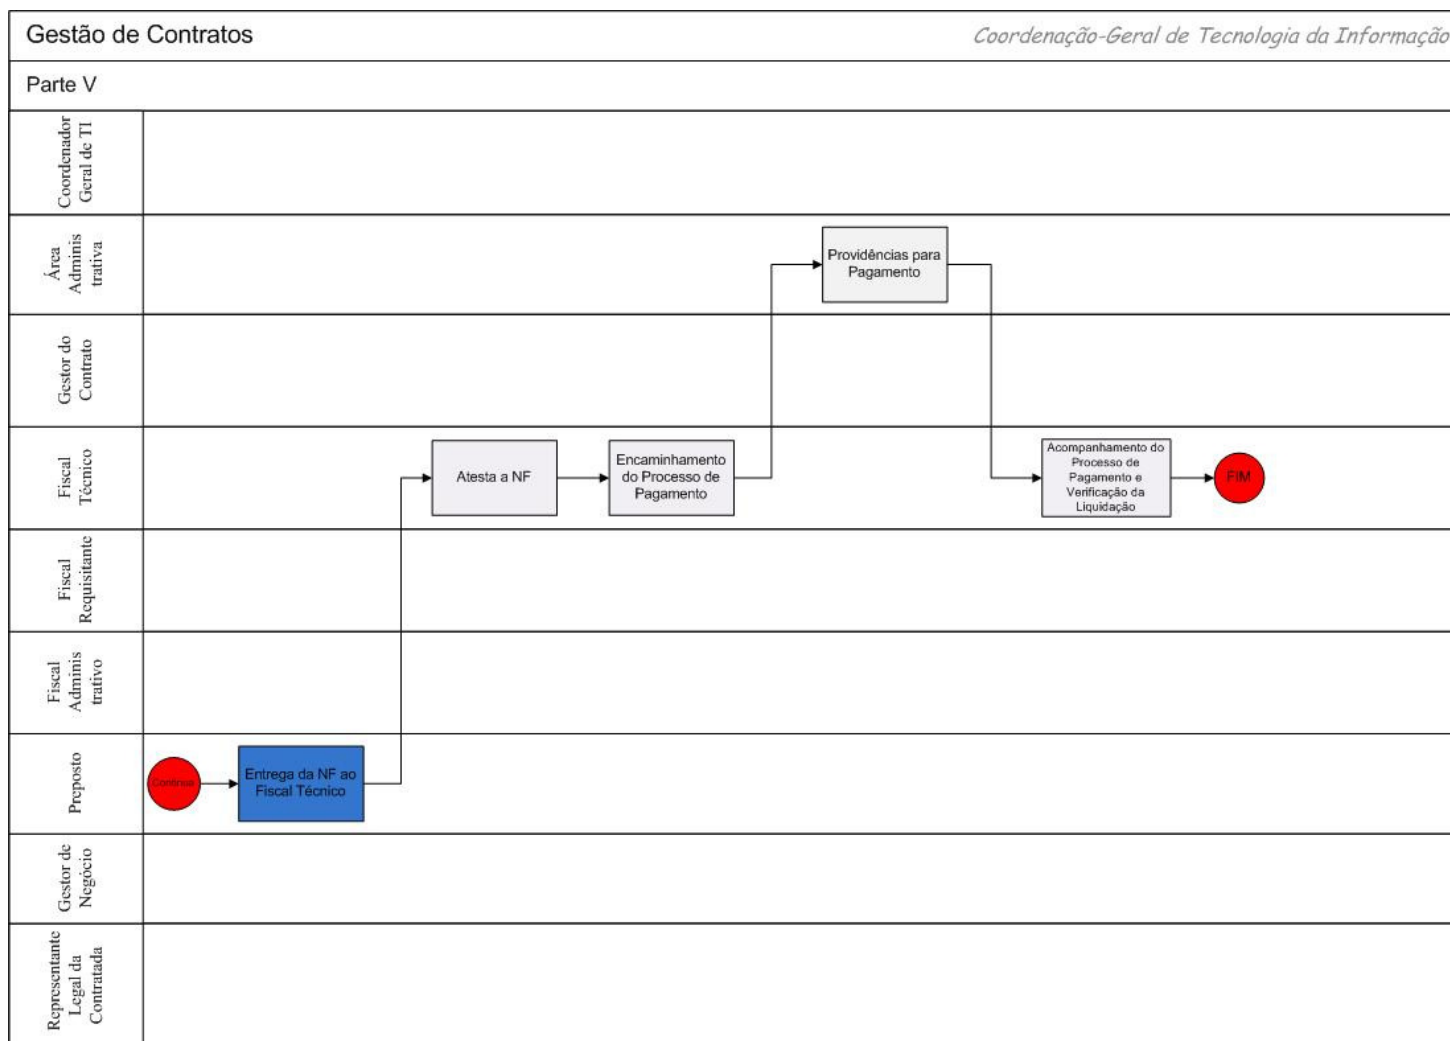 Gestão de Contratos
Coordenação-Geral de Tecnologia da Informação
Parte V
Coordenador
Geral de TI
Área
Adminis
trativa
Providências para
Pagamento
Gestor do
Contrato
Fiscal
Técnico
Atesta a NF
Encaminhamento
do Processo de
Pagamento
Acompanhamento do
Processo de
Pagamento e
Verificação da
Liquidação
FIM
Fiscal
Requisitante
Fiscal
Adminis
trativo
Preposto
Continua
Entrega da NF ao
Fiscal Técnico
Gestor de
Negócio
Representante
Legal da
Contratada